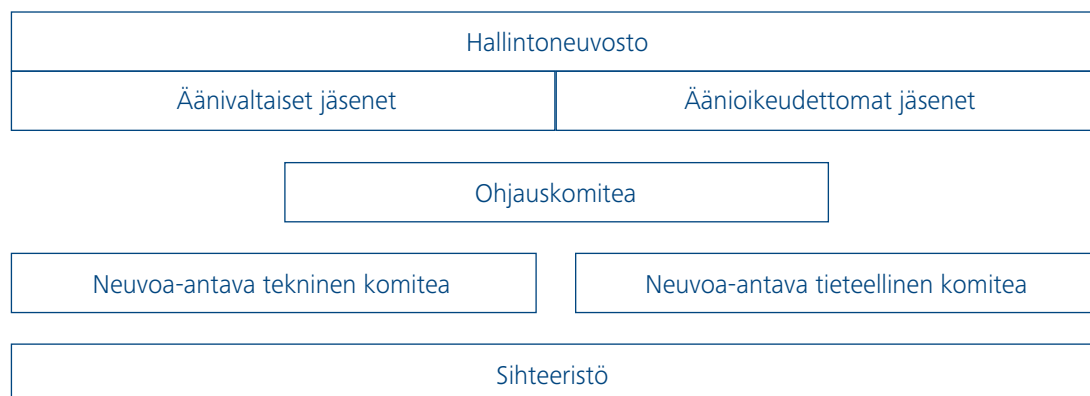 Hallintoneuvosto
Äänivaltaiset jäsenet
Äänioikeudettomat jäsenet
Ohjauskomitea
Neuvoa-antava tekninen komitea
Neuvoa-antava tieteellinen komitea
Sihteeristö